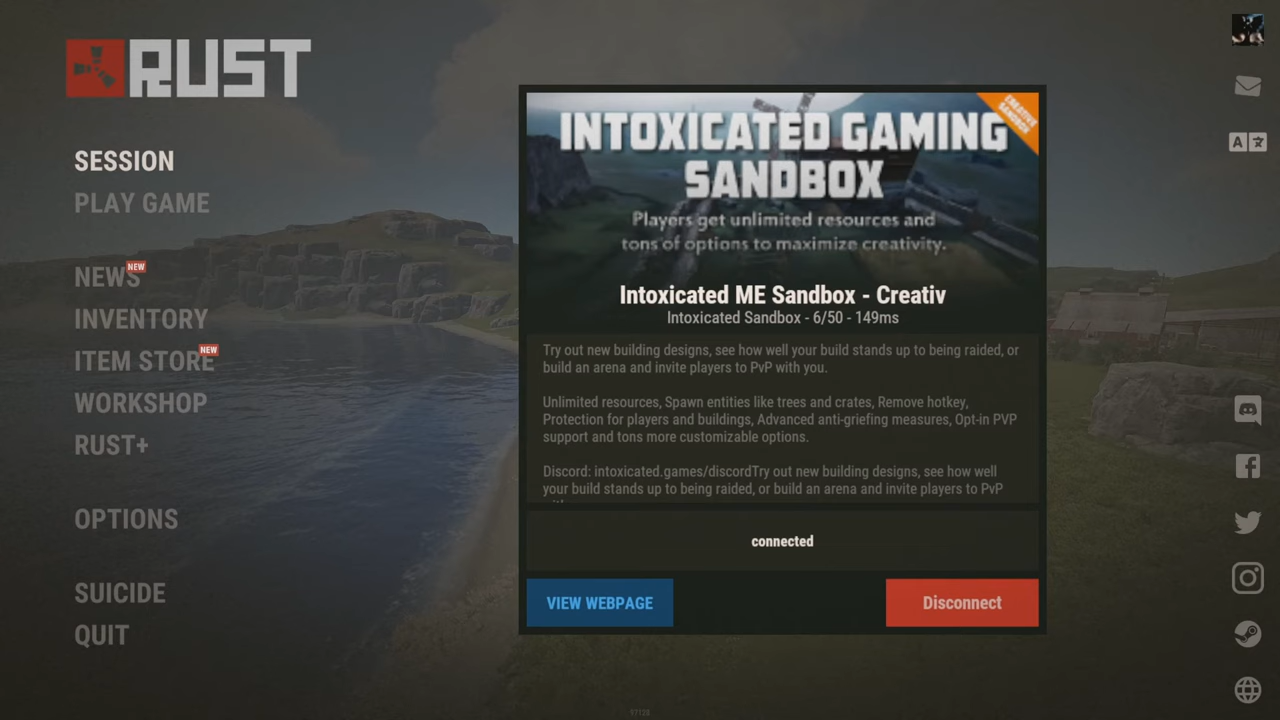 RUST
SESSION
PLAY GAME
NEWS NEW
INVENTORY
ITEM STORE NEW
WORKSHOP
RUST+
OPTIONS
SUICIDE
QUIT
CREATIVE
SANDBOX
INTOXICATED GAMING
SANDBOX
Players get unlimited resources and
tons of options to maximize creativity.
Intoxicated ME Sandbox - Creativ
Intoxicated Sandbox - 6/50 - 149ms
Try out new building designs, see how well your build stands up to being raided, or
build an arena and invite players to PvP with you.
Unlimited resources, Spawn entities like trees and crates, Remove hotkey,
Protection for players and buildings, Advanced anti-griefing measures, Opt-in PVP
support and tons more customizable options.
Discord: intoxicated.games/discordTry out new building designs, see how well
your build stands up to being raided, or build an arena and invite players to PvP
connected
VIEW WEBPAGE
Disconnect
A